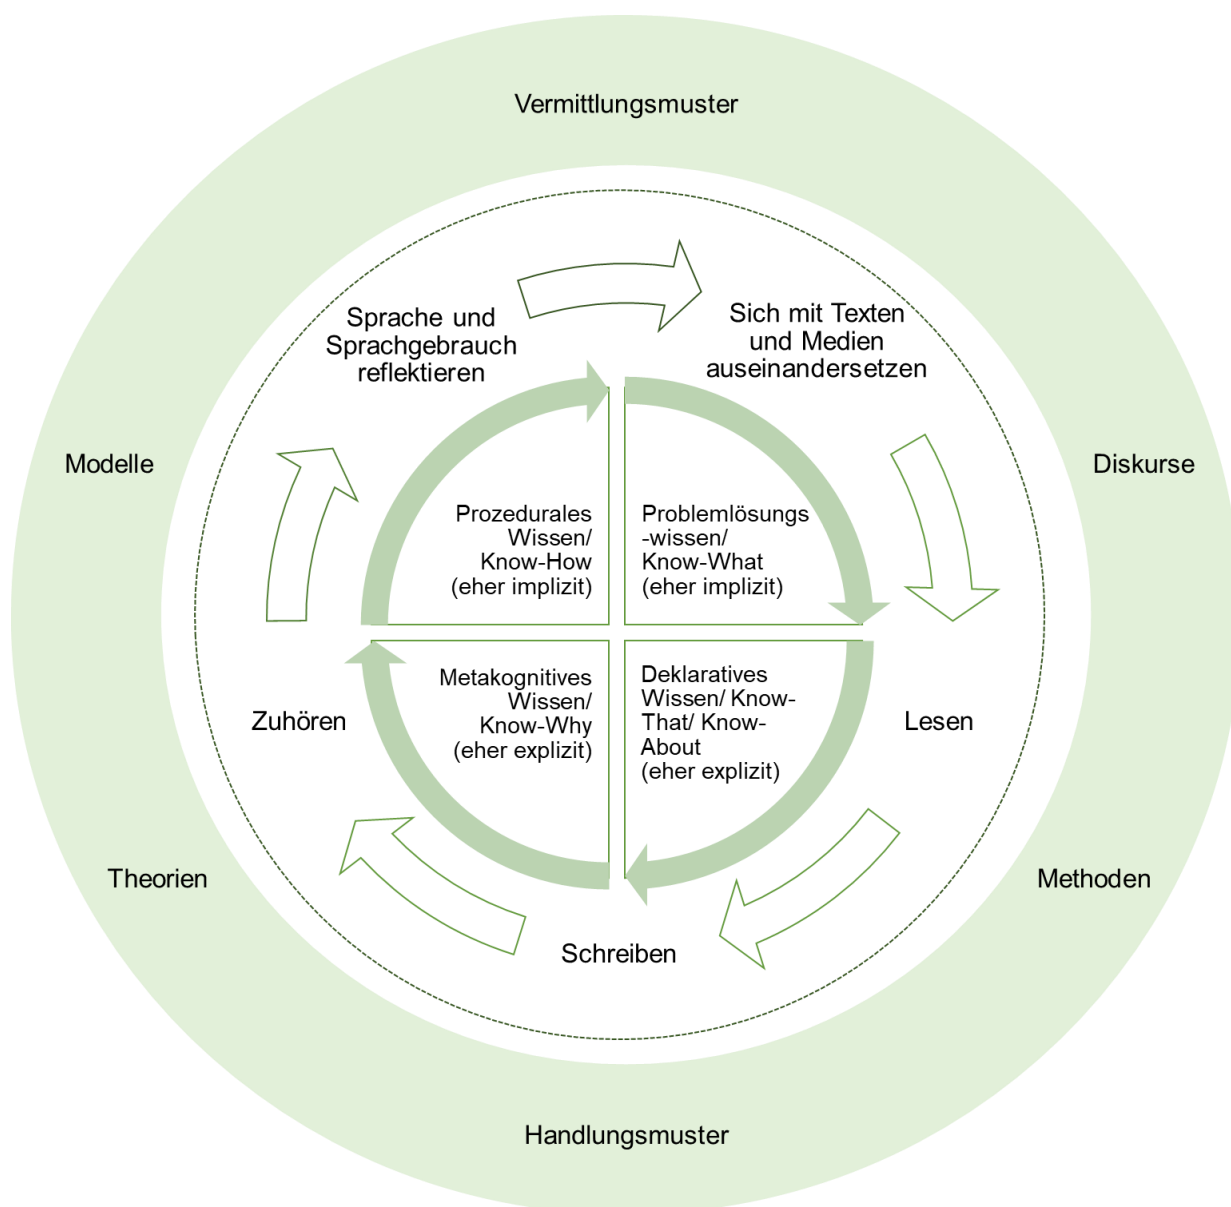 Vermittlungsmuster
Sprache und
Sprachgebrauch
reflektieren
Sich mit Texten
und Medien
auseinandersetzen
Modelle
Diskurse
Prozedurales
Wissen/
Know-How
(eher implizit)
Problemlösungs
-wissen/
Know-What
(eher implizit)
Metakognitives
Wissen/
Know-Why
(eher explizit)
Deklaratives
Wissen/ Know-
That/ Know-
About
(eher explizit)
Zuhören
Lesen
Theorien
Methoden
Schreiben
Handlungsmuster